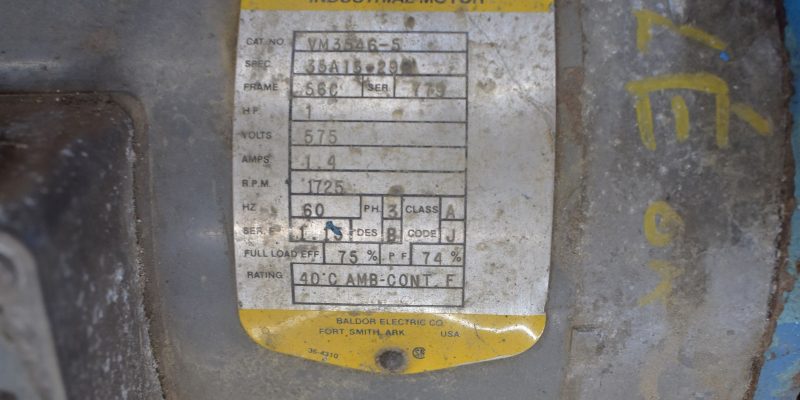 INDUSTRIAL MOTOR
CAT. NO. VM3546-5
SPEC.
FRAME 56C SER. 779
H.P. 1
VOLTS 575
AMPS 1.4
R.P.M. 1725
HZ 60 PH. 3 CLASS A
SER. F. 1.15 DES B CODE J
FULL LOAD EFF. 75 % P F 74 %
RATING 40°C AMB-CONT. F
BALDOR ELECTRIC CO.
FORT SMITH, ARK. USA
36-4310